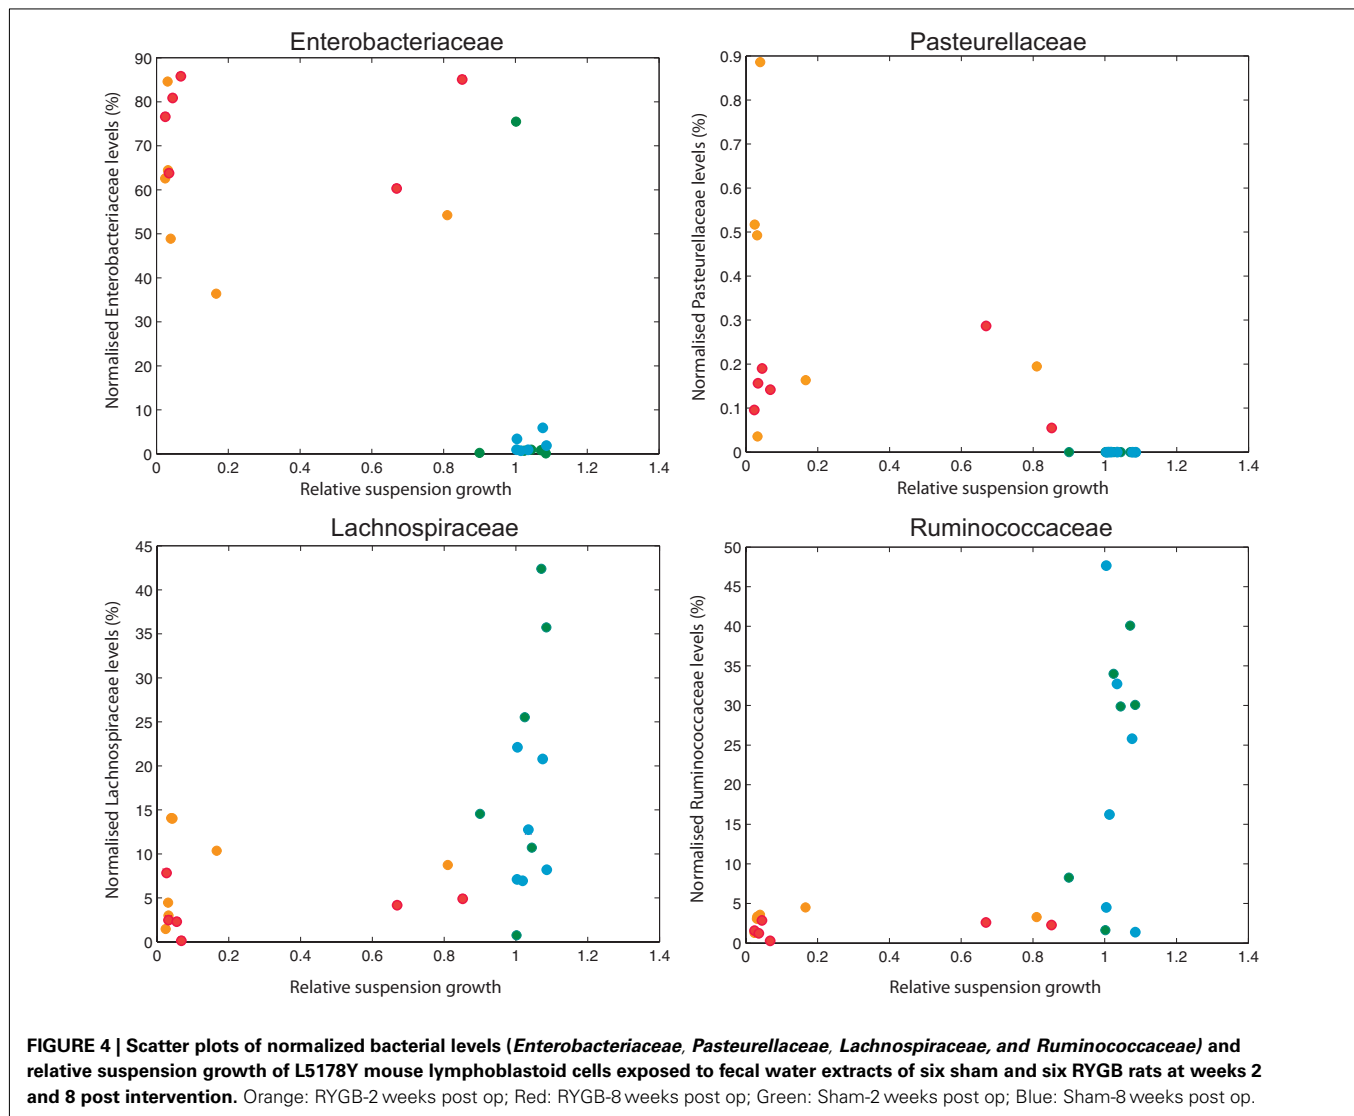 Enterobacteriaceae
Normalised Enterobacteriaceae levels (%)
90
80
70
60
50
40
30
20
10
0
0 0.2 0.4 0.6 0.8 1 1.2 1.4
Relative suspension growth
Pasteurellaceae
Normalised Pasteurellaceae levels (%)
0.9
0.8
0.7
0.6
0.5
0.4
0.3
0.2
0.1
0
0 0.2 0.4 0.6 0.8 1 1.2 1.4
Relative suspension growth
Lachnospiraceae
Normalised Lachnospiraceae levels (%)
45
40
35
30
25
20
15
10
5
0
0 0.2 0.4 0.6 0.8 1 1.2 1.4
Relative suspension growth
Ruminococcaceae
Normalised Ruminococcaceae levels (%)
50
45
40
35
30
25
20
15
10
5
0
0 0.2 0.4 0.6 0.8 1 1.2 1.4
Relative suspension growth
FIGURE 4 | Scatter plots of normalized bacterial levels (Enterobacteriaceae, Pasteurellaceae, Lachnospiraceae, and Ruminococcaceae) and
relative suspension growth of L5178Y mouse lymphoblastoid cells exposed to fecal water extracts of six sham and six RYGB rats at weeks 2
and 8 post intervention. Orange: RYGB-2 weeks post op; Red: RYGB-8 weeks post op; Green: Sham-2 weeks post op; Blue: Sham-8 weeks post op.